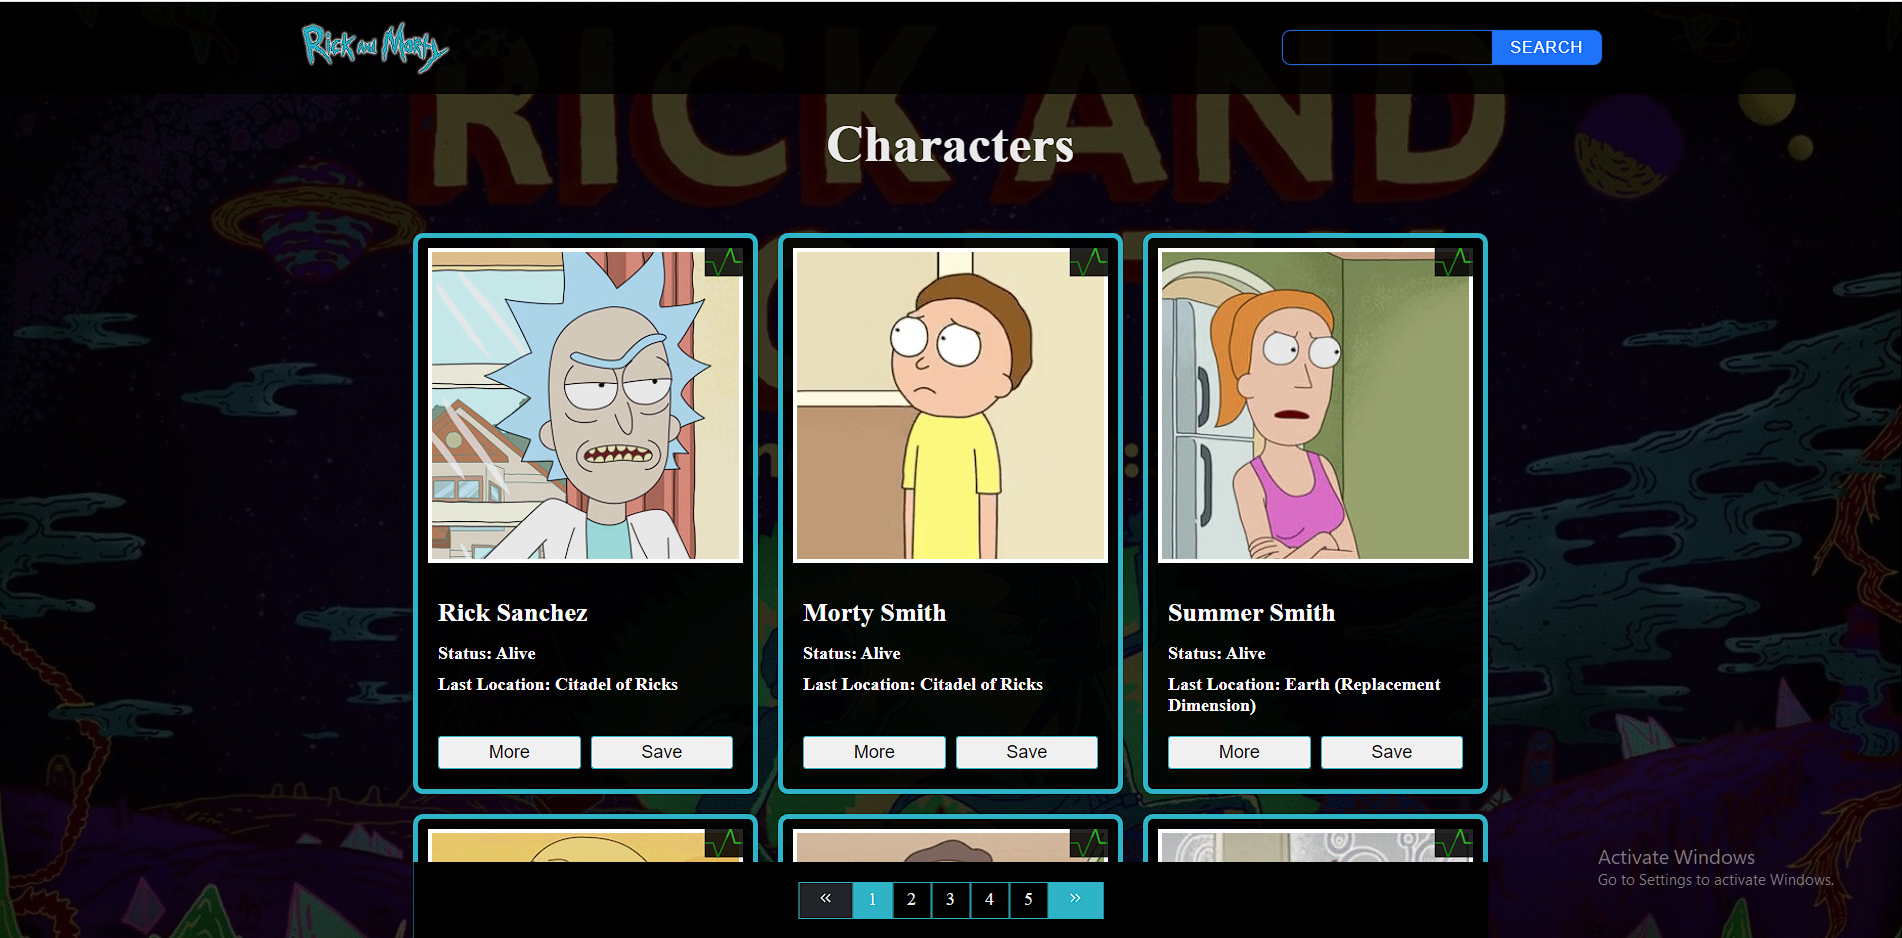 Rick and Morty
SEARCH
RICK AND
Characters
Rick Sanchez
Status: Alive
Last Location: Citadel of Ricks
More
Save
Morty Smith
Status: Alive
Last Location: Citadel of Ricks
More
Save
Summer Smith
Status: Alive
Last Location: Earth (Replacement
Dimension)
More
Save
« 1 2 3 4 5 »
Activate Windows
Go to Settings to activate Windows.